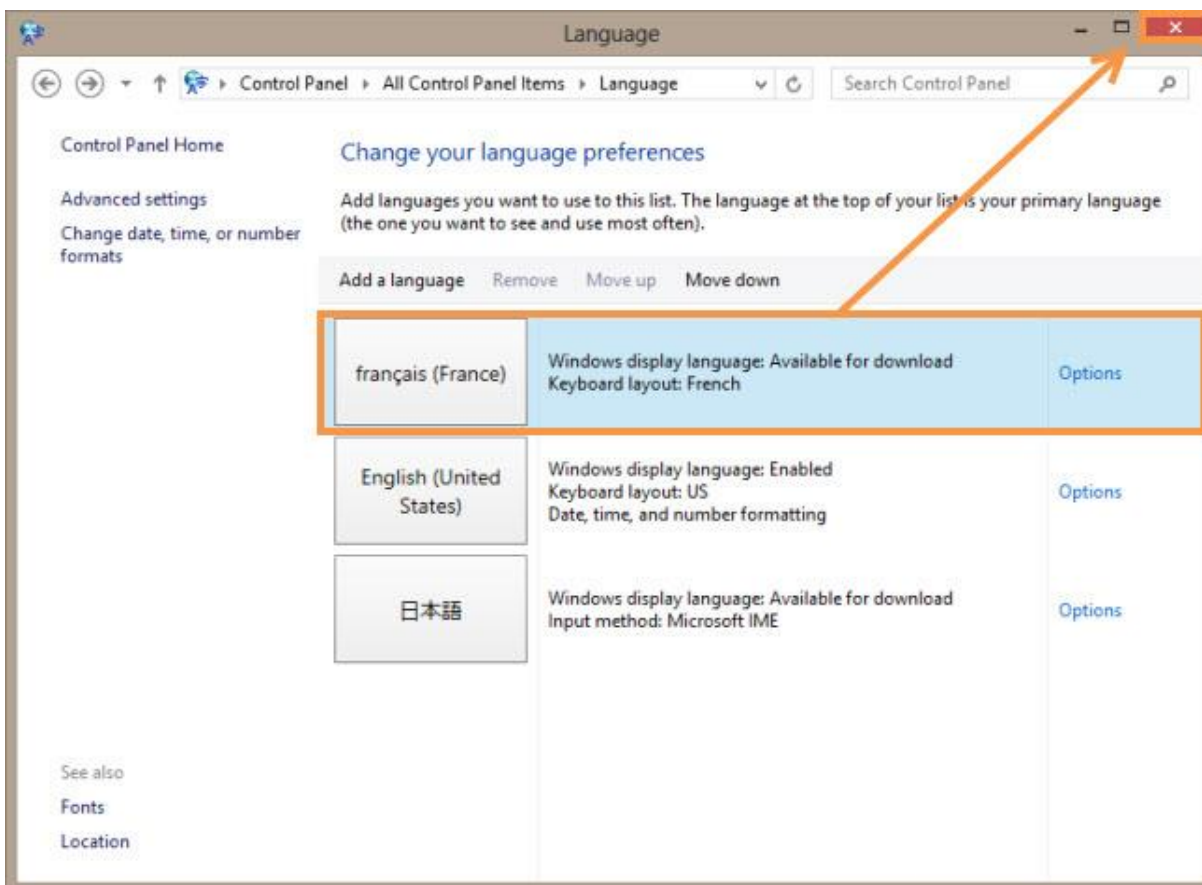 Language
Control Panel All Control Panel Items Language
Search Control Panel
Control Panel Home
Advanced settings
Change date, time, or number
formats
Change your language preferences
Add languages you want to use to this list. The language at the top of your list is your primary language
(the one you want to see and use most often).
Add a language Remove Move up Move down
français (France)
Windows display language: Available for download
Keyboard layout: French
Options
English (United
States)
Windows display language: Enabled
Keyboard layout: US
Date, time, and number formatting
Options
日本語
Windows display language: Available for download
Input method: Microsoft IME
Options
See also
Fonts
Location